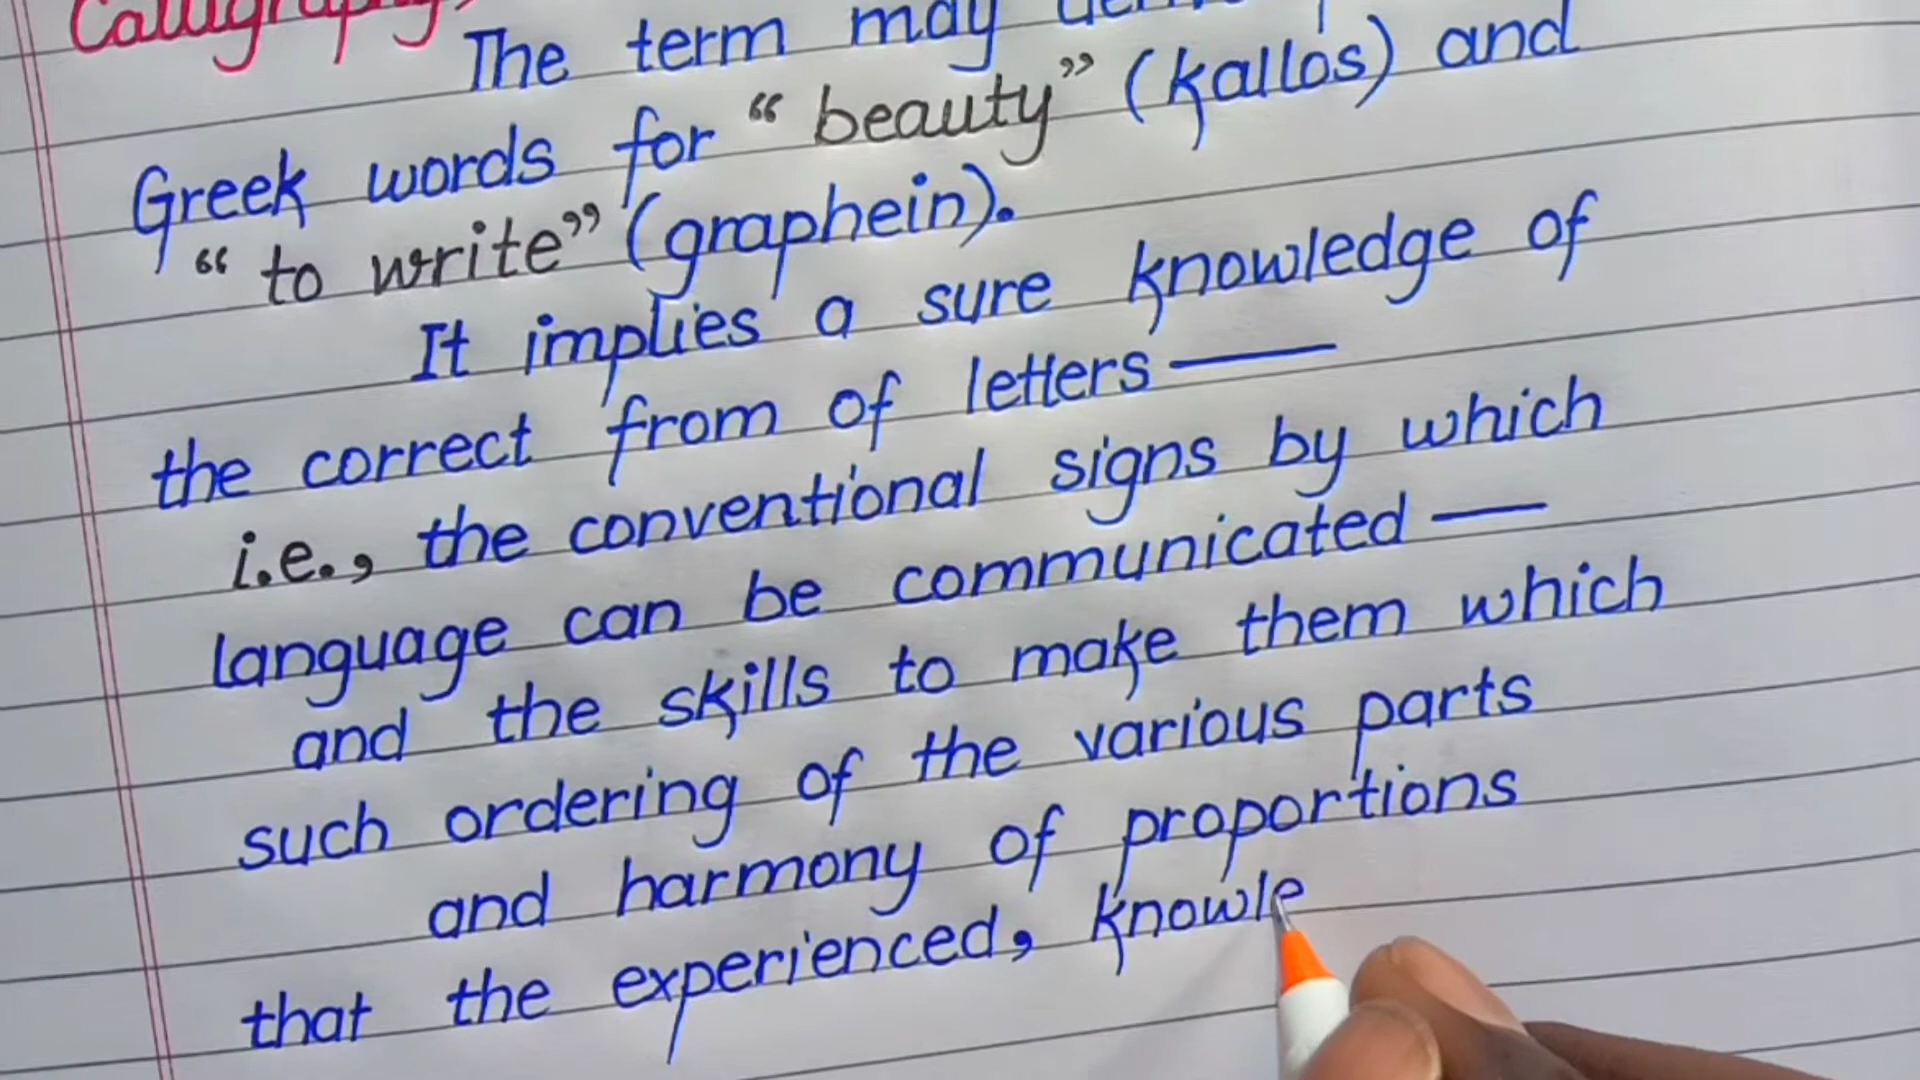 Calligraphy,
The term may
Greek words for “beauty” (kallos) and
“to write” (graphein).
It implies a sure knowledge of
the correct from of letters —
i.e., the conventional signs by which
language can be communicated —
and the skills to make them which
such ordering of the various parts
and harmony of proportions
that the experienced, knowle